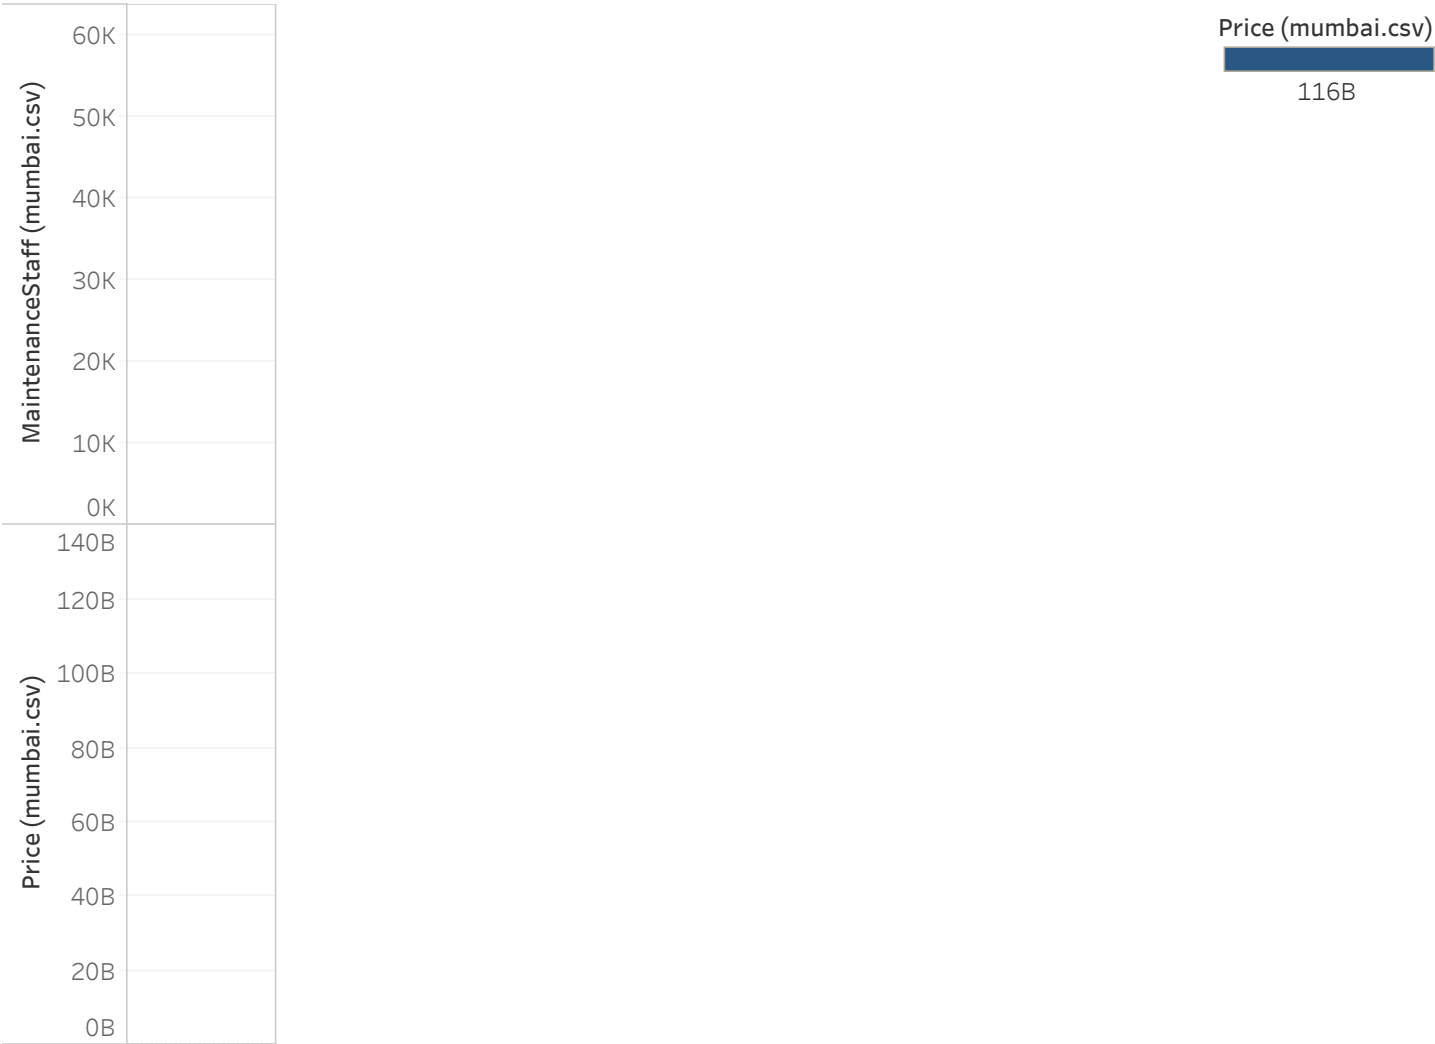 MaintenanceStaff (mumbai.csv)
60K
50K
40K
30K
20K
10K
0K
Price (mumbai.csv)
140B
120B
100B
80B
60B
40B
20B
0B
Price (mumbai.csv)
116B